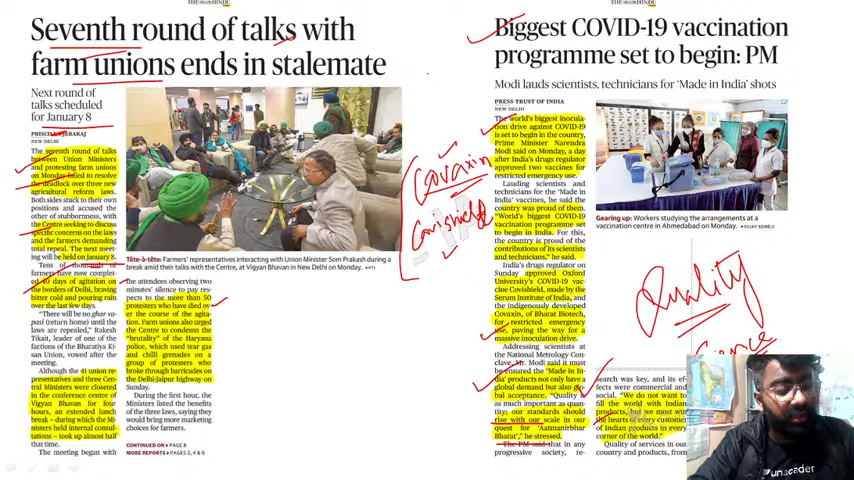 THE HINDU
Seventh round of talks with
farm unions ends in stalemate
Next round of
talks scheduled
for January 8
NEW DELHI
The seventh round of talks
between Union Ministers
and protesting farm unions
on Monday failed to resolve
the deadlock over three new
agricultural reform laws.
Both sides stuck to their
own positions and accused the
other of stubbornness, with
the Centre seeking to discuss
specific concerns on the laws
and the farmers demanding
total repeal. The next meet-
ing will be held on January 8.
Tens of thousands of
farmers have now complet-
ed 40 days of agitation on
the borders of Delhi, braving
bitter cold and pouring rain
over the last few days.
"There will be no ghar va-
pasi (return home) until the
laws are repealed," Rakesh
Tikait, leader of one of the
factions of the Bharatiya Ki-
san Union, vowed after the
meeting.
Although the 41 union re-
presentatives and three Cen-
tral Ministers were closeted
in the conference centre of
Vigyan Bhavan for four
hours, an extended lunch
break – during which the Mi-
nisters held internal consul-
tations – took up almost half
that time.
The meeting began with
Tête-à-tête: Farmers' representatives interacting with Union Minister Som Prakash during a
break amid their talks with the Centre, at Vigyan Bhavan in New Delhi on Monday. PTI
the attendees observing two
minutes' silence to pay res-
pects to the more than 50
protesters who have died ov-
er the course of the agita-
tion. Farm unions also urged
the Centre to condemn the
"brutality" of the Haryana
police, which used tear gas
and chilli grenades on a
group of protesters who
broke through barricades on
the Delhi-Jaipur highway on
Sunday.
During the first hour, the
Ministers listed the benefits
of the three laws, saying they
would bring more marketing
choices for farmers.
CONTINUED ON PAGE 8
MORE REPORTS PAGES 2, 4 & 9
THE HINDU
Biggest COVID-19 vaccination
programme set to begin: PM
Modi lauds scientists, technicians for 'Made in India' shots
PRESS TRUST OF INDIA
NEW DELHI
The world's biggest inocula-
tion drive against COVID-19
is set to begin in the country,
Prime Minister Narendra
Modi said on Monday, a day
after India's drugs regulator
approved two vaccines for
restricted emergency use.
Lauding scientists and
technicians for the 'Made in
India' vaccines, he said the
country was proud of them.
"World's biggest COVID-19
vaccination programme set
to begin in India. For this,
the country is proud of the
contributions of its scientists
and technicians," he said.
India's drugs regulator on
Sunday approved Oxford
University's COVID-19 vac-
cine Covishield, made by the
Serum Institute of India, and
the indigenously developed
Covaxin, of Bharat Biotech,
for restricted emergency
use, paving the way for a
massive inoculation drive.
Addressing scientists at
the National Metrology Con-
clave, Mr. Modi said it must
be ensured the 'Made in In-
dia' products not only have a
global demand but also glo-
bal acceptance. "Quality is
as much important as quan-
tity; our standards should
rise with our scale in our
quest for 'Aatmanirbhar
Bharat'," he stressed.
The PM said that in any
progressive society, re-
Gearing up: Workers studying the arrangements at a
vaccination centre in Ahmedabad on Monday. VIJAY SONEJI
search was key, and its ef-
fects were commercial and
social. "We do not want to
fill the world with Indian
products, but we must win
the hearts of every customer
of Indian products in every
corner of the world."
Quality of services in our
country and products, from
Covaxin
Covishield
Quality
unacader